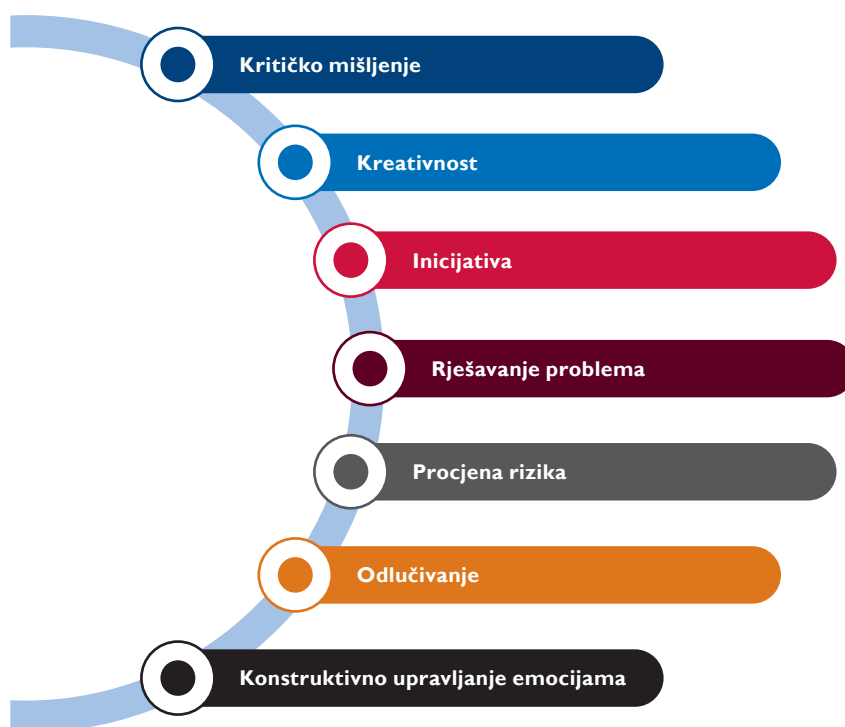 Kritičko mišljenje
Kreativnost
Inicijativa
Rješavanje problema
Procjena rizika
Odlučivanje
Konstruktivno upravljanje emocijama